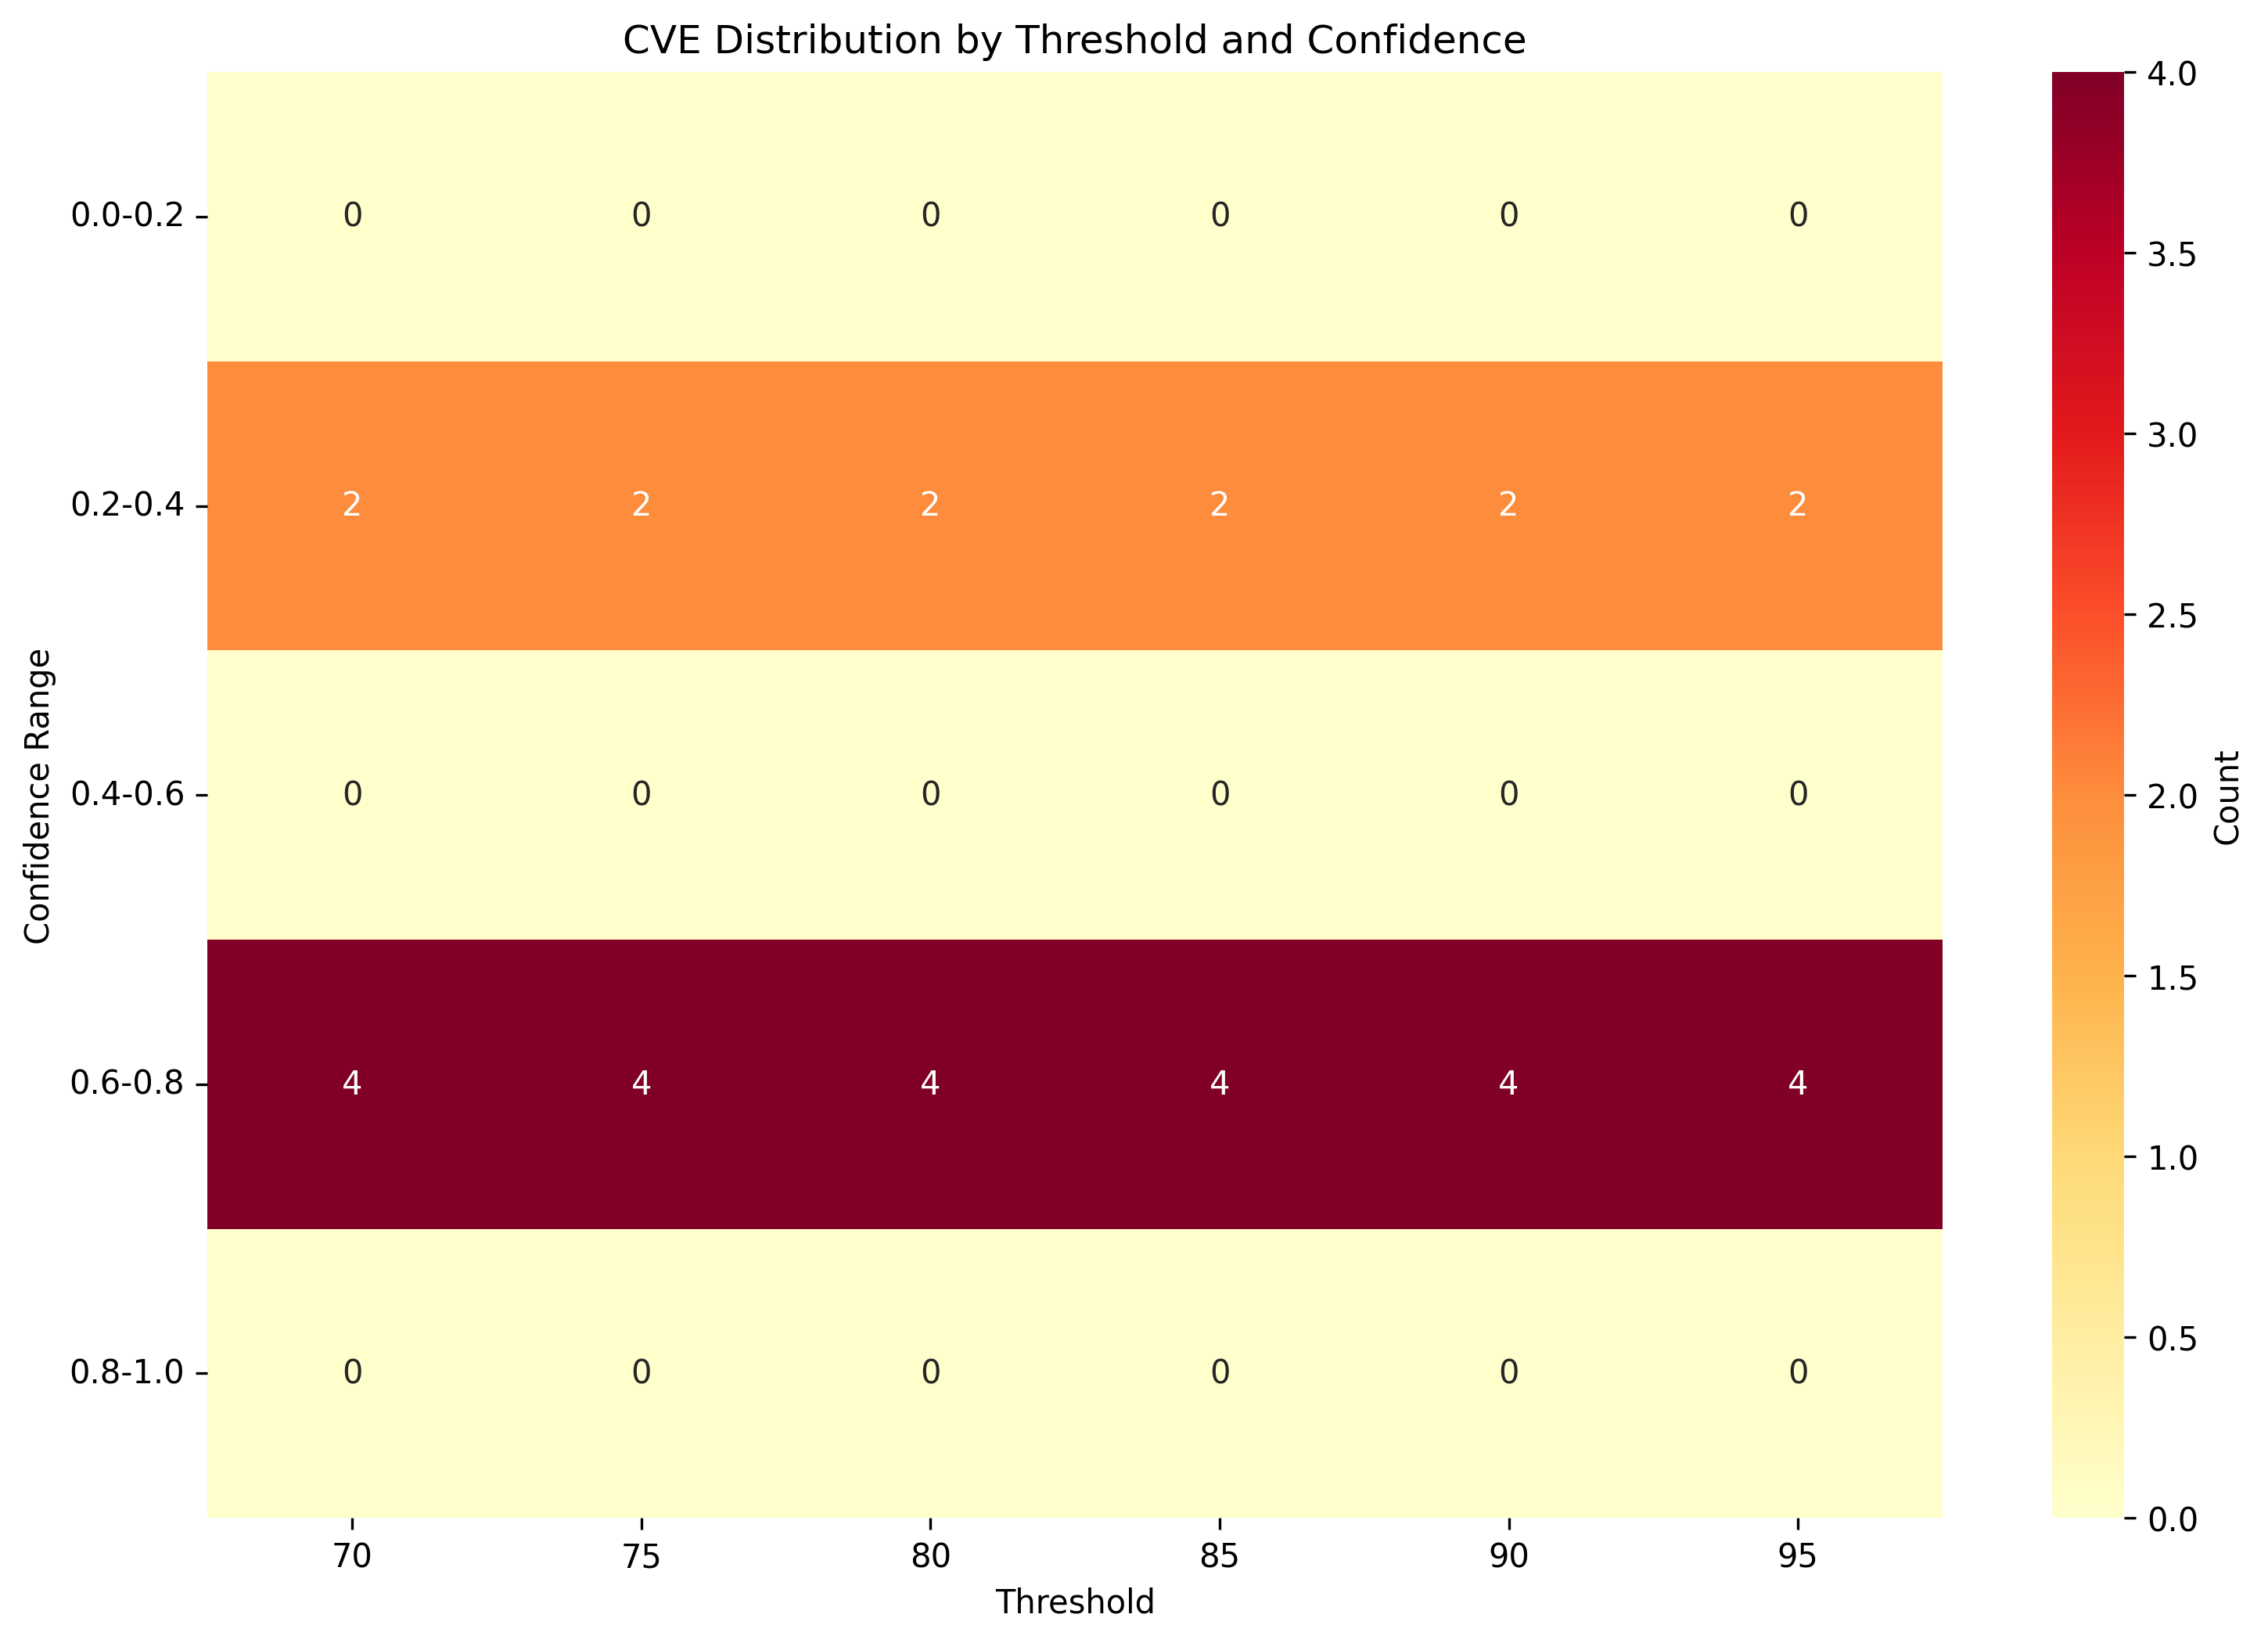 CVE Distribution by Threshold and Confidence
Confidence Range
0.0-0.2 0 0 0 0 0 0
0.2-0.4 2 2 2 2 2 2
0.4-0.6 0 0 0 0 0 0
0.6-0.8 4 4 4 4 4 4
0.8-1.0 0 0 0 0 0 0
70 75 80 85 90 95
Threshold
4.0
3.5
3.0
2.5
2.0
1.5
1.0
0.5
0.0
Count